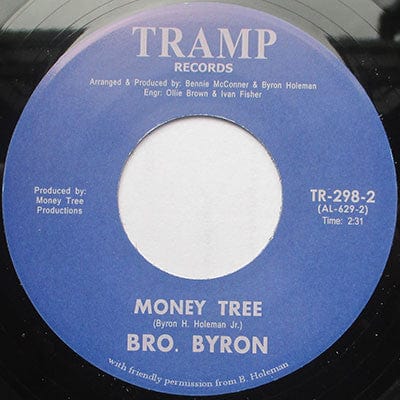 TRAMP
RECORDS
Arranged & Produced by: Bennie McConner & Byron Holeman
Engr: Ollie Brown & Ivan Fisher
Produced by:
Money Tree
Productions
TR-298-2
(AL-629-2)
Time: 2:31
MONEY TREE
(Byron H. Holeman Jr.)
BRO. BYRON
with friendly permission from B. Holeman